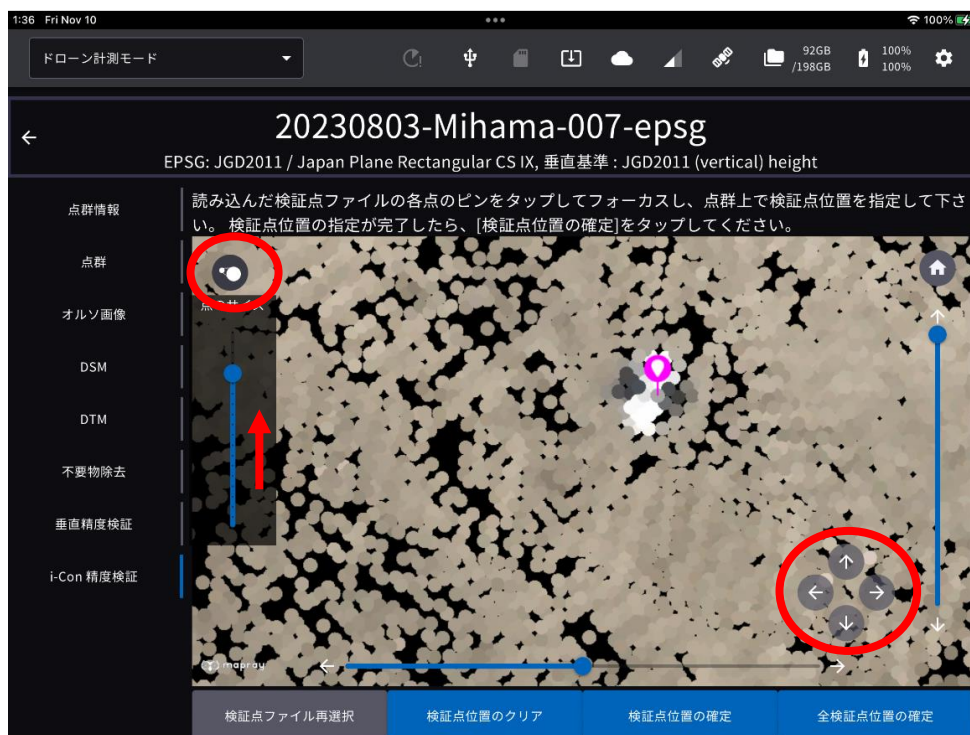 1:36 Fri Nov 10
100%
ドローン計測モード
92GB
/198GB
100%
100%
20230803-Mihama-007-epsg
EPSG: JGD2011 / Japan Plane Rectangular CS IX, 垂直基準 : JGD2011 (vertical) height
点群情報
点群
オルソ画像
DSM
DTM
不要物除去
垂直精度検証
i-Con 精度検証
読み込んだ検証点ファイルの各点のピンをタップしてフォーカスし、点群上で検証点位置を指定して下さ
い。 検証点位置の指定が完了したら、[検証点位置の確定]をタップしてください。
点のサイズ
mapray
検証点ファイル再選択
検証点位置のクリア
検証点位置の確定
全検証点位置の確定